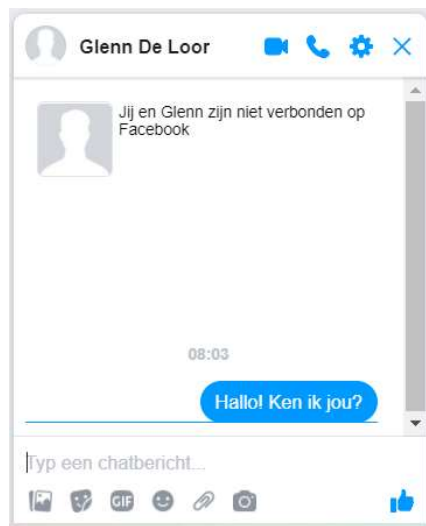 Glenn De Loor
Jij en Glenn zijn niet verbonden op
Facebook
08:03
Hallo! Ken ik jou?
Typ een chatbericht...
GIF